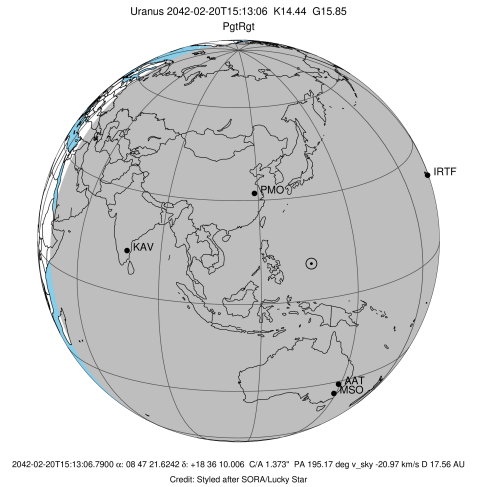 Uranus 2042-02-20T15:13:06 K14.44 G15.85
PgtRgt
IRTF
PMO
KAV
AAT
MSO
2042-02-20T15:13:06.7900 α: 08 47 21.6242 δ: +18 36 10.006 C/A 1.373" PA 195.17 deg v_sky -20.97 km/s D 17.56 AU
Credit: Styled after SORA/Lucky Star